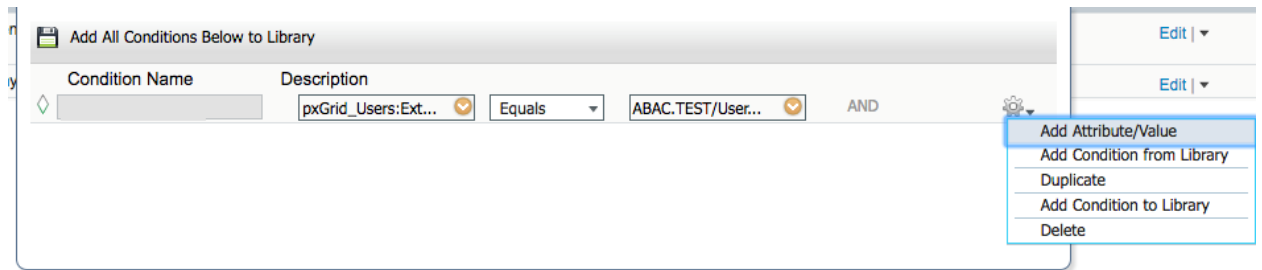 Add All Conditions Below to Library
Edit | ▼
Condition Name Description
Edit | ▼
pxGrid_Users:Ext... Equals ABAC.TEST/User... AND
Add Attribute/Value
Add Condition from Library
Duplicate
Add Condition to Library
Delete